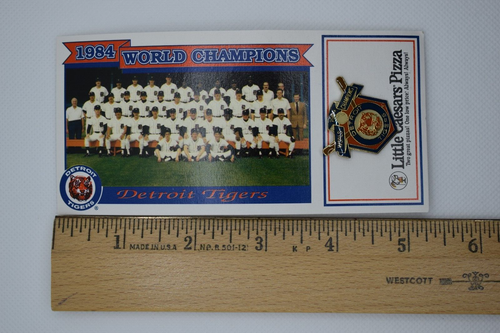 1984 WORLD CHAMPIONS
DETROIT
TIGERS
Detroit Tigers
Little Caesars Pizza
Two great pizzas! One low price. Always! Always!
1 2 3 4 5 6
MADE IN U.S.A.
WESTCOTT